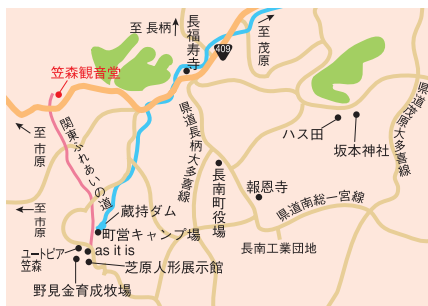 至長柄
長福寺
至茂原
409
笠森観音堂
至市原
関東ふれあいの道
県道長柄大多喜線
県道茂原大多喜線
ハス田
坂本神社
至市原
蔵持ダム
長南町役場
報恩寺
県道南総一宮線
町営キャンプ場
長南工業団地
ユートピア
笠森
as it is
芝原人形展示館
野見金育成牧場